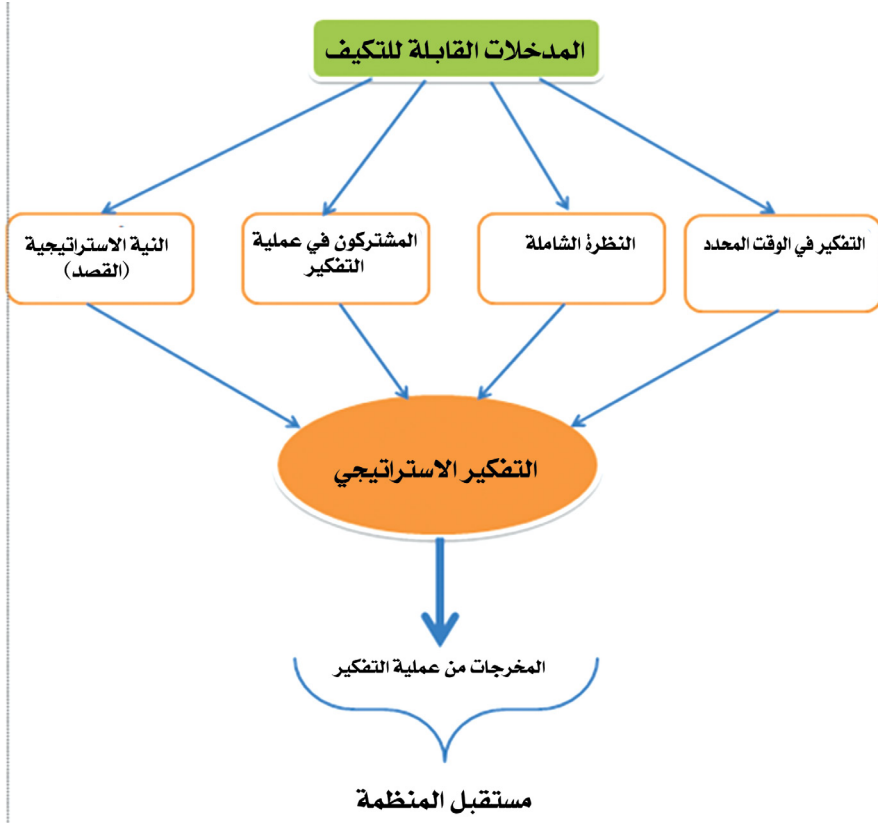 المدخلات القابلة للتكيف
التفكير في الوقت المحدد
النظرة الشاملة
المشتركون في عملية
التفكير
النية الاستراتيجية
(القصد)
التفكير الاستراتيجي
المخرجات من عملية التفكير
مستقبل المنظمة